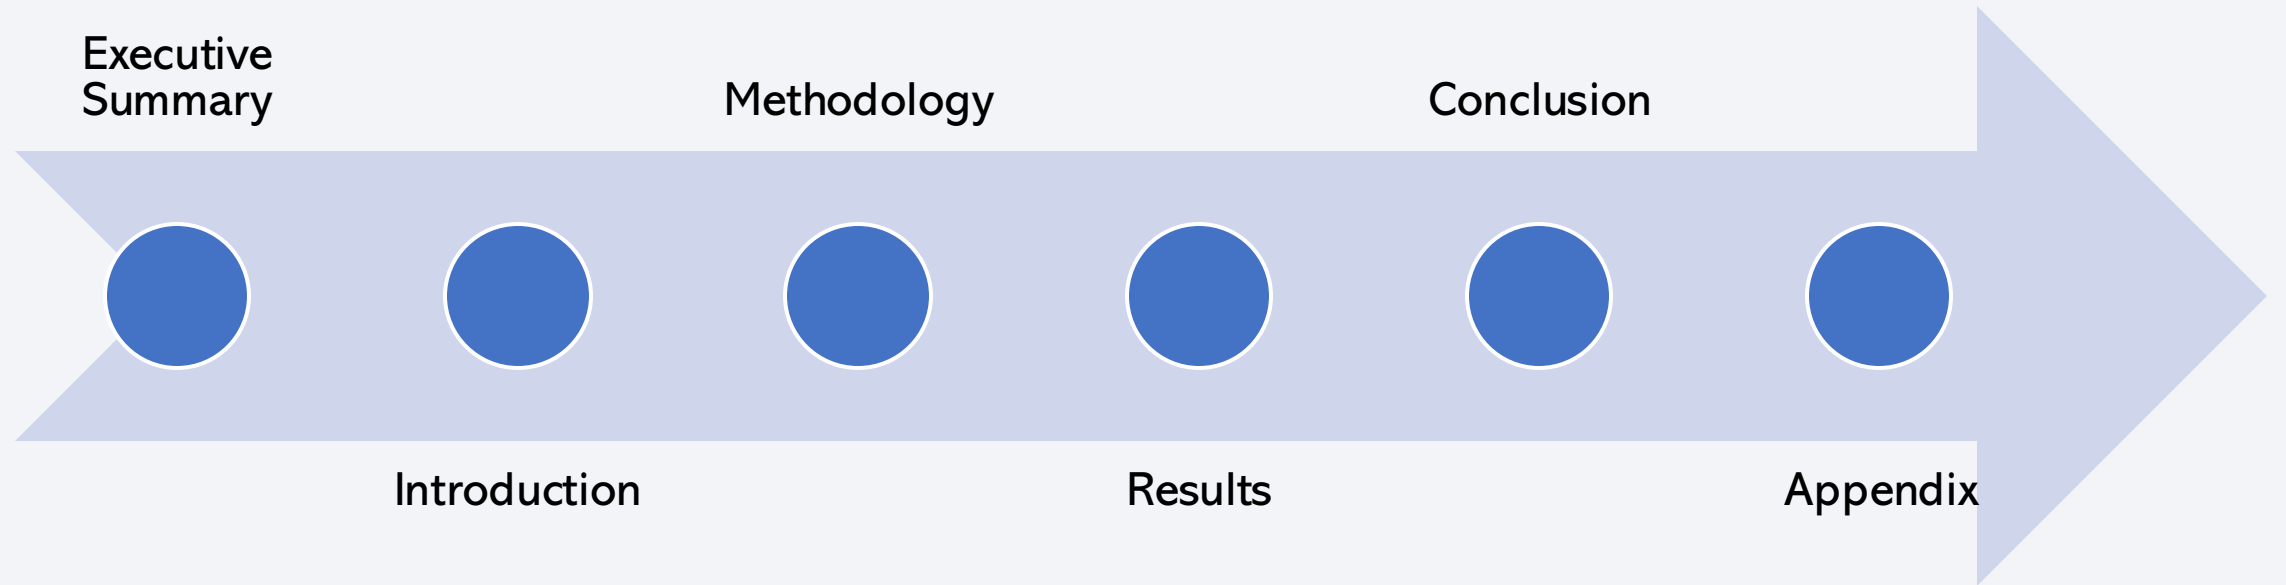 Executive
Summary
Introduction
Methodology
Results
Conclusion
Appendix